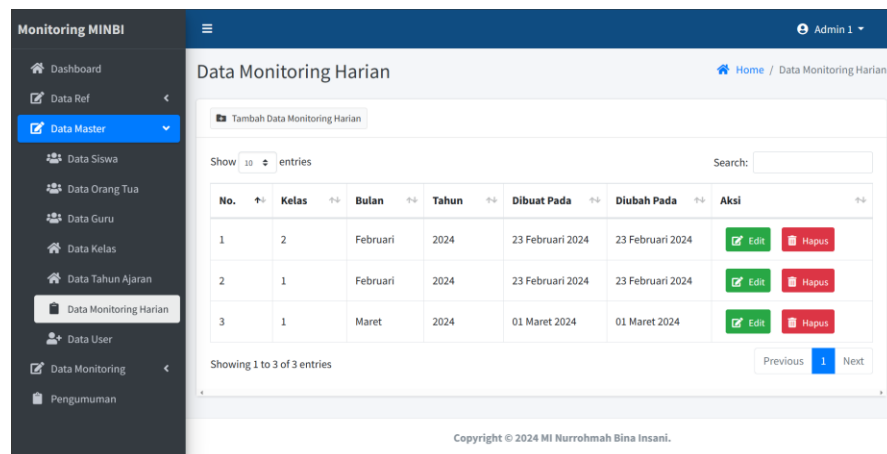 Monitoring MINBI
Admin 1
Dashboard
Data Ref
Data Master
Data Siswa
Data Orang Tua
Data Guru
Data Kelas
Data Tahun Ajaran
Data Monitoring Harian
Data User
Data Monitoring
Pengumuman
Data Monitoring Harian
Home / Data Monitoring Harian
Tambah Data Monitoring Harian
Show 10 entries
Search:
No. Kelas Bulan Tahun Dibuat Pada Diubah Pada Aksi
1 2 Februari 2024 23 Februari 2024 23 Februari 2024 Edit Hapus
2 1 Februari 2024 23 Februari 2024 23 Februari 2024 Edit Hapus
3 1 Maret 2024 01 Maret 2024 01 Maret 2024 Edit Hapus
Showing 1 to 3 of 3 entries
Previous 1 Next
Copyright © 2024 MI Nurrohmah Bina Insani.